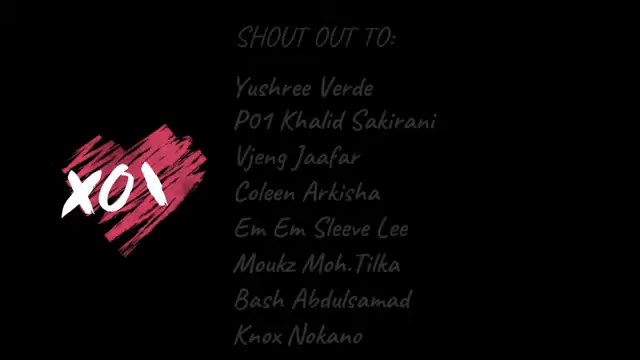 SHOUT OUT TO:
Yushree Verde
P01 Khalid Sakirani
Vjeng Jaafar
XO1
Coleen Arkisha
Em Em Sleeve Lee
Moukz Moh.Tilka
Bash Abdulsamad
Knox Nokano